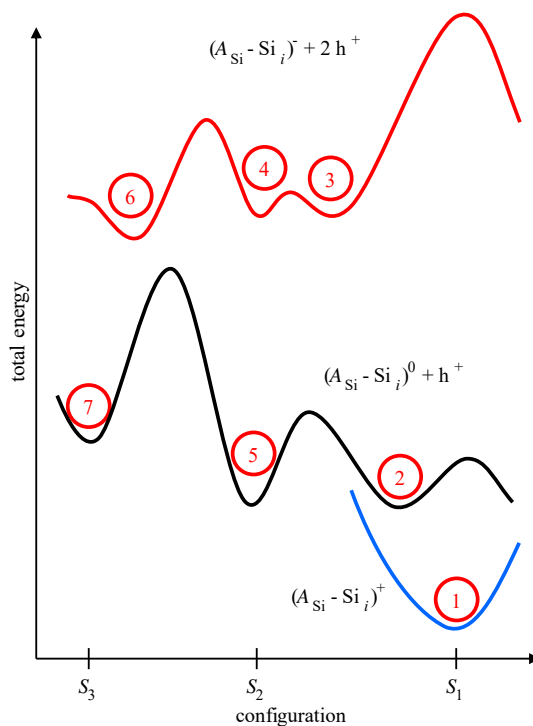 (A_Si - Si_i)^- + 2 h^+
6
4
3
total energy
(A_Si - Si_i)^0 + h^+
7
5
2
(A_Si - Si_i)^+
1
S_3
S_2
S_1
configuration